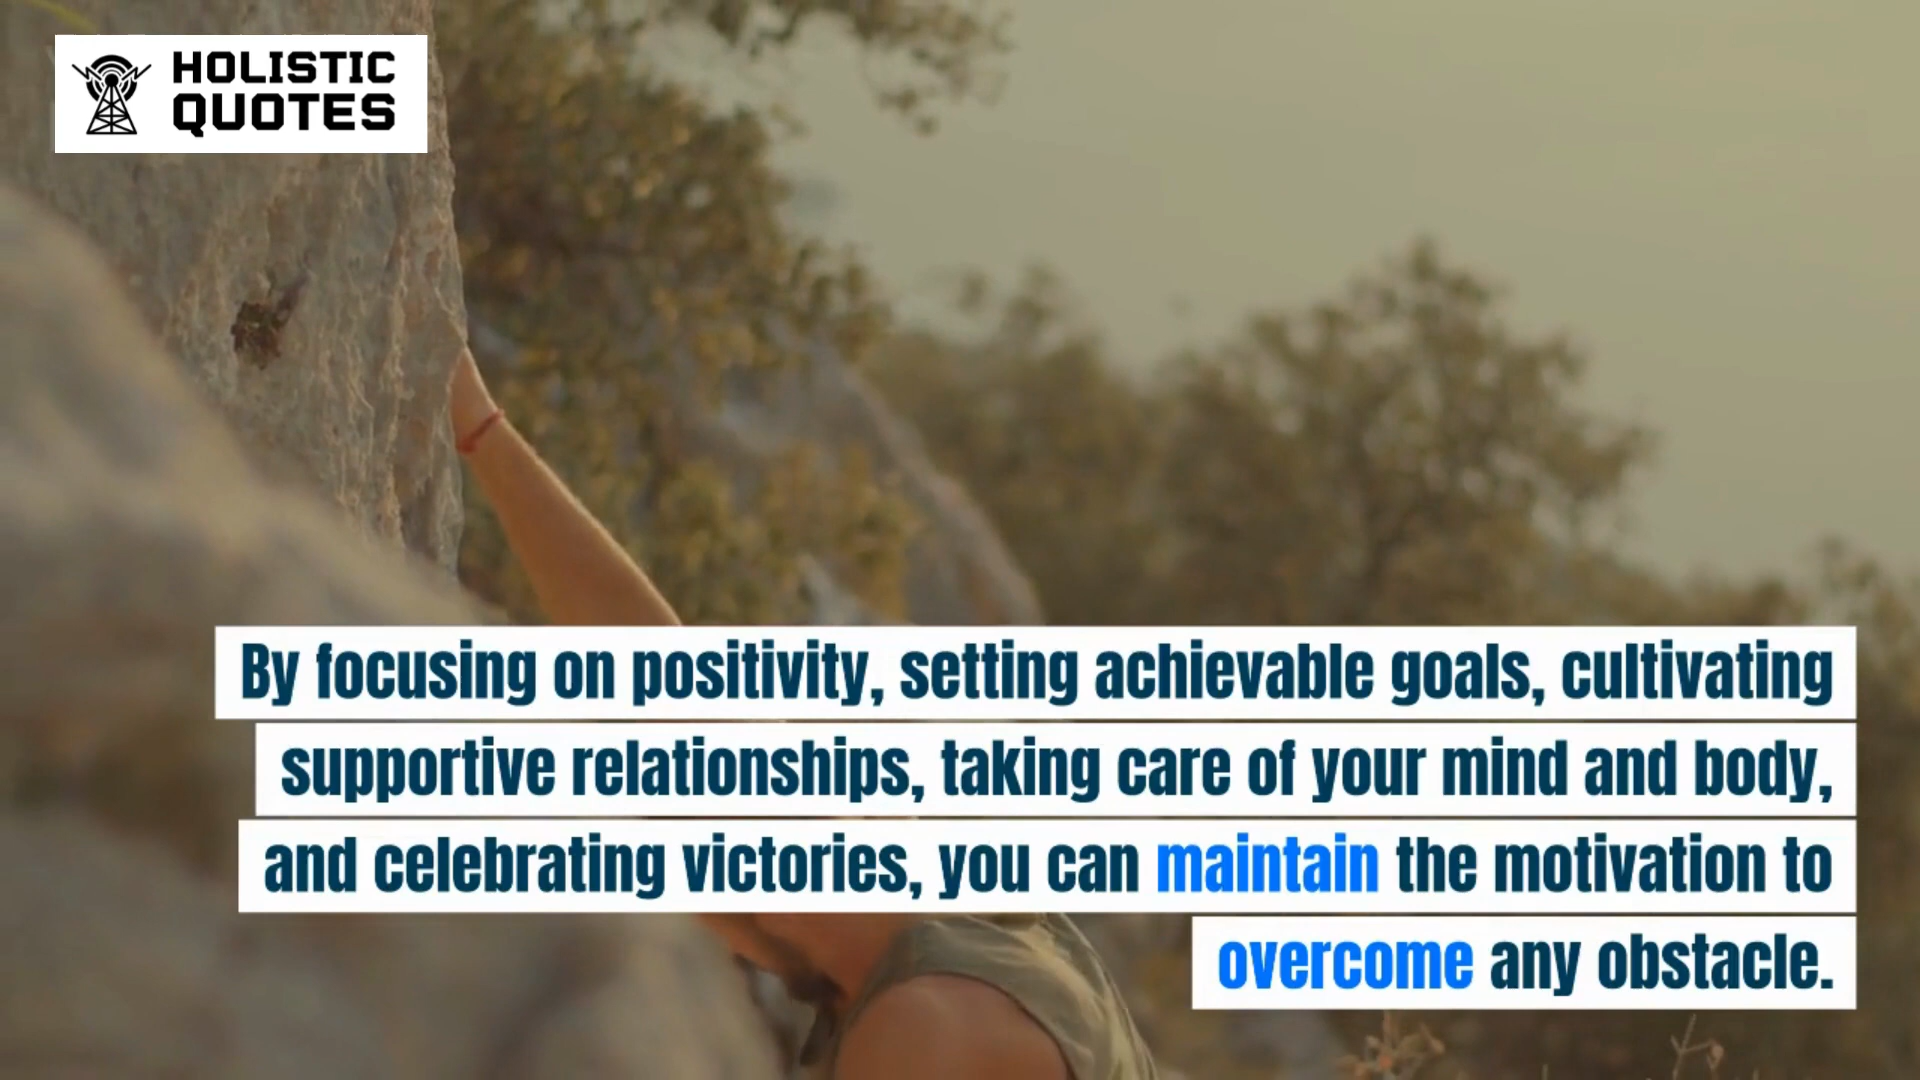 HOLISTIC
QUOTES
By focusing on positivity, setting achievable goals, cultivating
supportive relationships, taking care of your mind and body,
and celebrating victories, you can maintain the motivation to
overcome any obstacle.